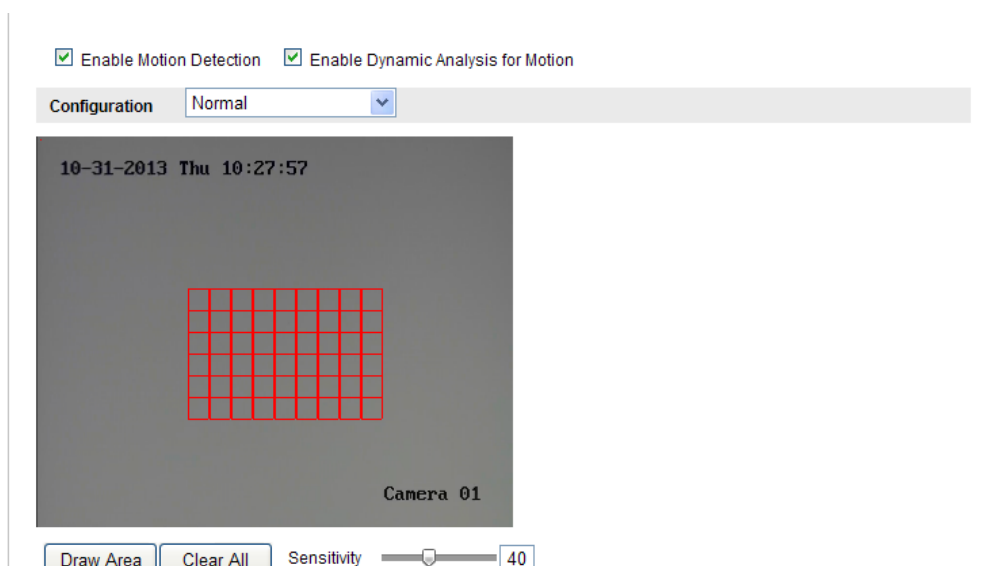 Enable Motion Detection Enable Dynamic Analysis for Motion
Configuration Normal
10-31-2013 Thu 10:27:57
Camera 01
Draw Area Clear All Sensitivity 40